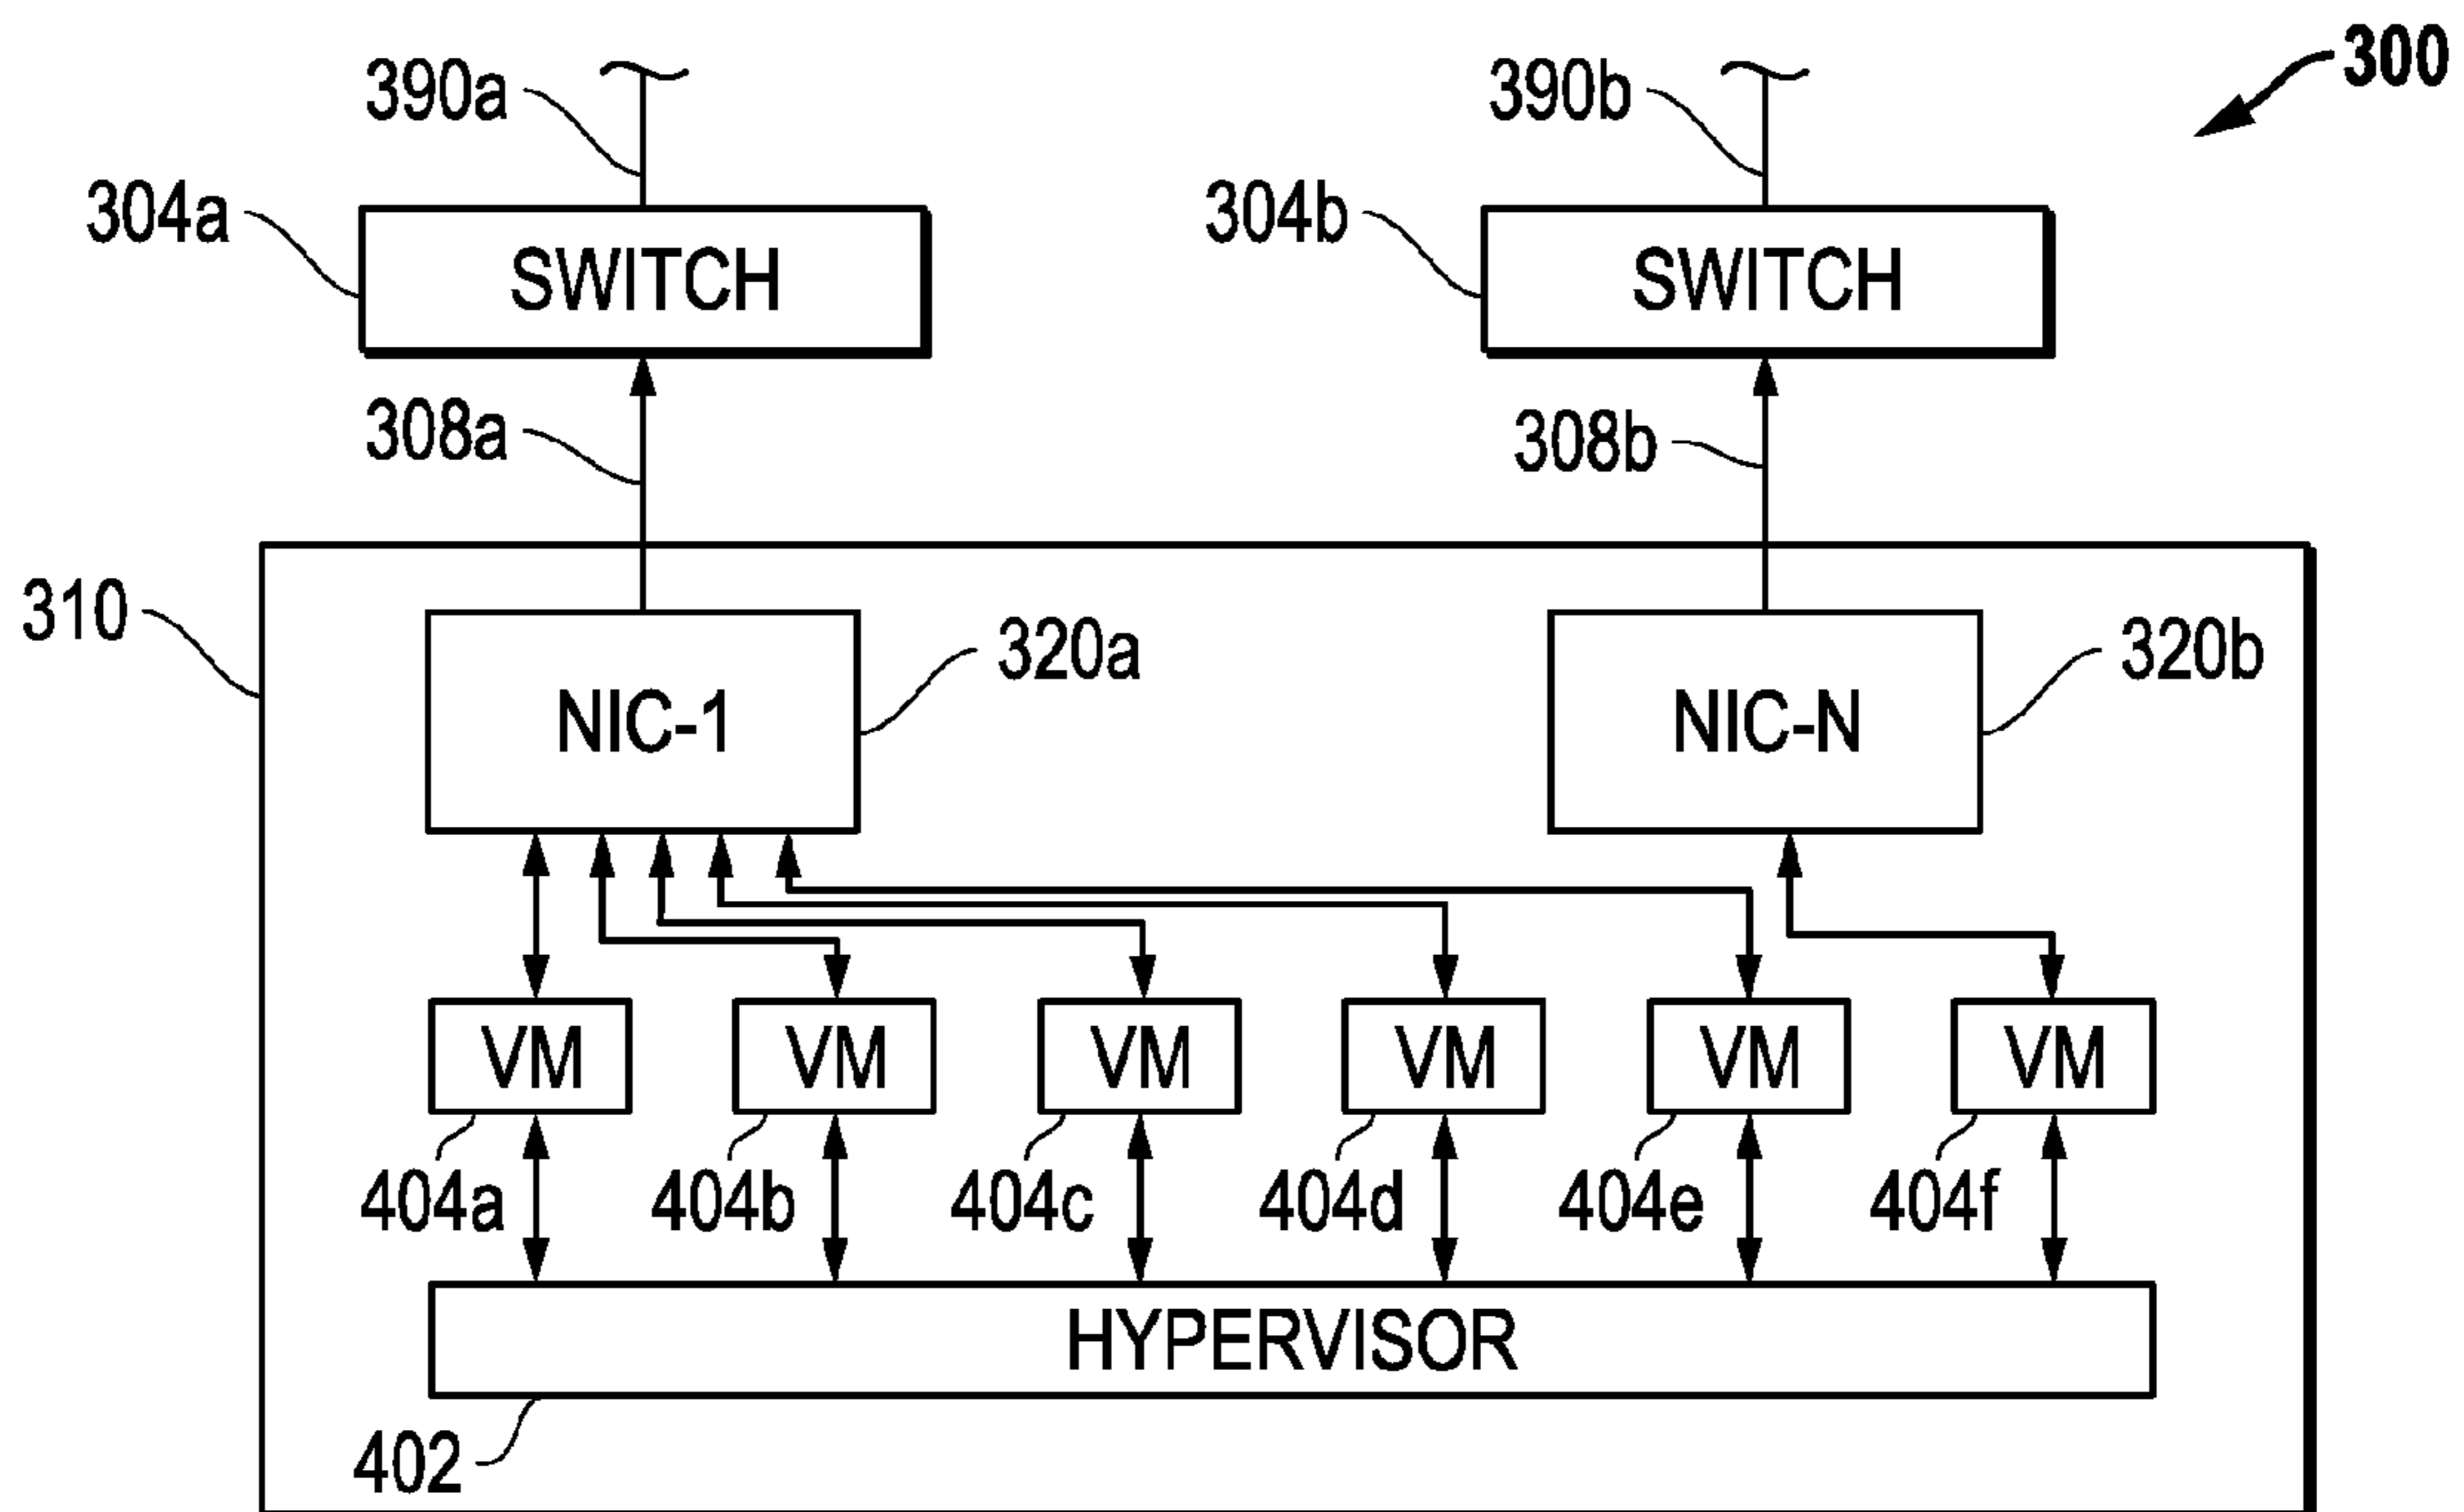 300
390a
390b
304a
304b
SWITCH
SWITCH
308a
308b
310
320a
320b
NIC-1
NIC-N
VM
VM
VM
VM
VM
VM
404a
404b
404c
404d
404e
404f
HYPERVISOR
402